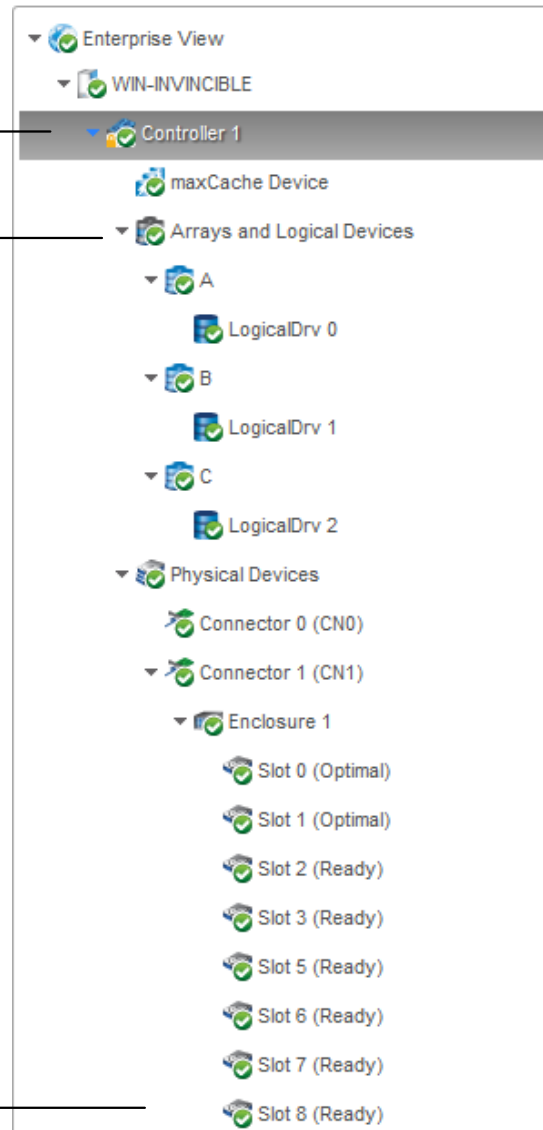 Enterprise View
WIN-INVINCIBLE
Controller 1
maxCache Device
Arrays and Logical Devices
A
LogicalDrv 0
B
LogicalDrv 1
C
LogicalDrv 2
Physical Devices
Connector 0 (CN0)
Connector 1 (CN1)
Enclosure 1
Slot 0 (Optimal)
Slot 1 (Optimal)
Slot 2 (Ready)
Slot 3 (Ready)
Slot 5 (Ready)
Slot 6 (Ready)
Slot 7 (Ready)
Slot 8 (Ready)